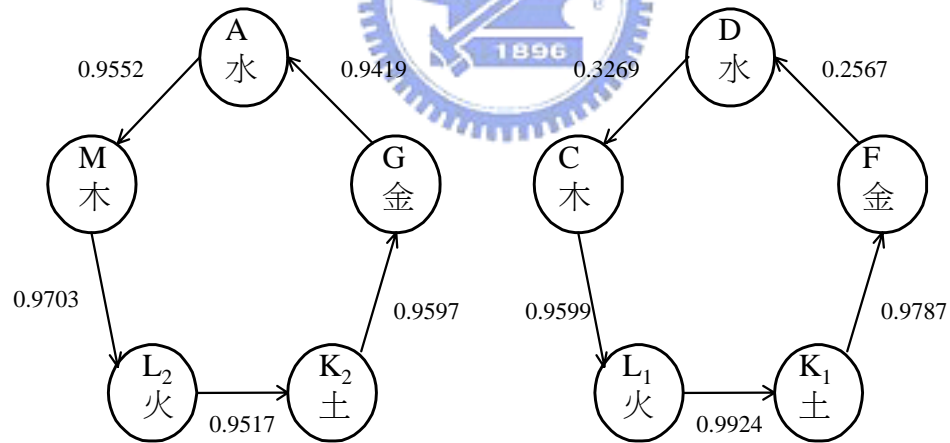 A
水
0.9552
0.9419
M
木
G
金
0.9703
0.9597
L₂
火
K₂
土
0.9517
1896
D
水
0.3269
0.2567
C
木
F
金
0.9599
0.9787
L₁
火
K₁
土
0.9924